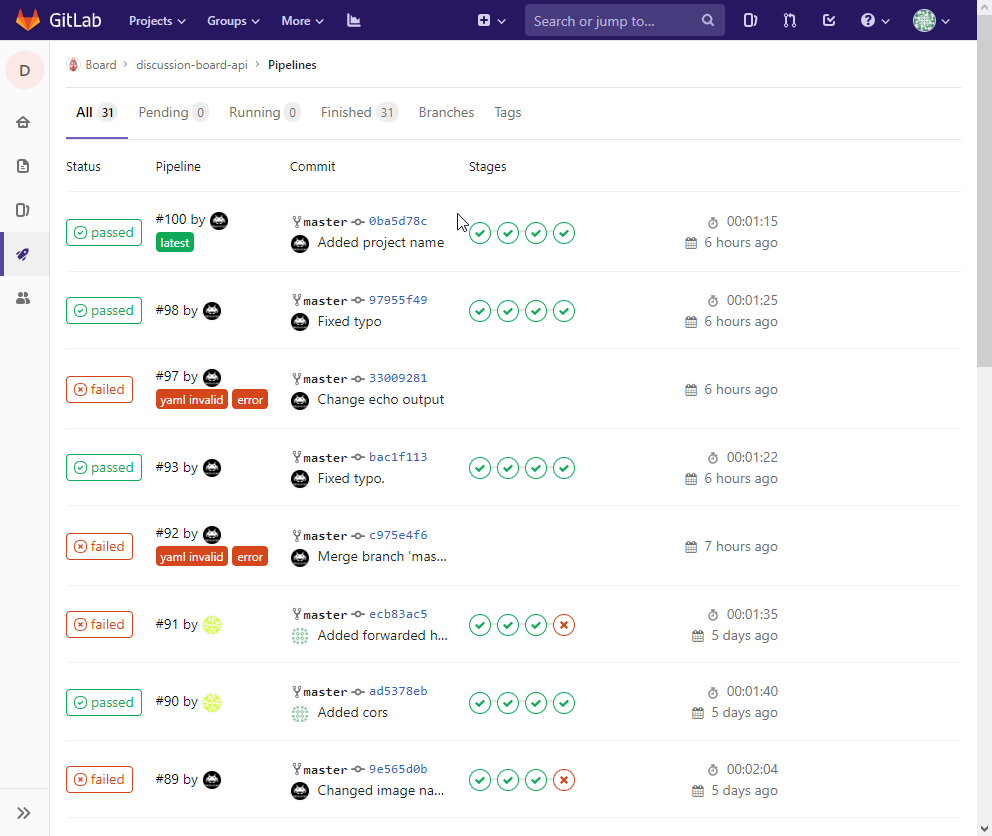 GitLab Projects Groups More Search or jump to...
D
Board discussion-board-api Pipelines
All 31 Pending 0 Running 0 Finished 31 Branches Tags
Status Pipeline Commit Stages
passed #100 by latest master 0ba5d78c Added project name 00:01:15 6 hours ago
passed #98 by master 97955f49 Fixed typo 00:01:25 6 hours ago
failed #97 by yaml invalid error master 33009281 Change echo output 6 hours ago
passed #93 by master bac1f113 Fixed typo. 00:01:22 6 hours ago
failed #92 by yaml invalid error master c975e4f6 Merge branch 'mas... 7 hours ago
failed #91 by master ecb83ac5 Added forwarded h... 00:01:35 5 days ago
passed #90 by master ad5378eb Added cors 00:01:40 5 days ago
failed #89 by master 9e565d0b Changed image na... 00:02:04 5 days ago